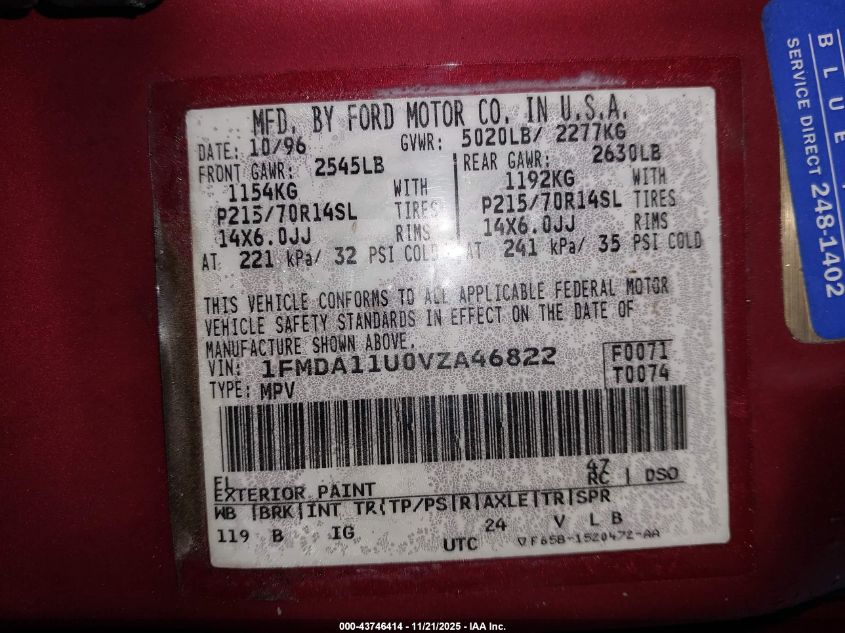 MFD. BY FORD MOTOR CO. IN U.S.A.
DATE: 10/96 GVWR: 5020LB/ 2277KG
FRONT GAWR: 2545LB REAR GAWR: 2630LB
1154KG WITH 1192KG WITH
P215/70R14SL TIRES P215/70R14SL TIRES
14X6.0JJ RIMS 14X6.0JJ RIMS
AT 221 kPa/ 32 PSI COLD AT 241 kPa/ 35 PSI COLD
THIS VEHICLE CONFORMS TO ALL APPLICABLE FEDERAL MOTOR
VEHICLE SAFETY STANDARDS IN EFFECT ON THE DATE OF
MANUFACTURE SHOWN ABOVE.
VIN: 1FMDA11U0VZA46822 F0071
TYPE: MPV T0074
EL 47
EXTERIOR PAINT RC DSO
WB BRK INT TR TP/PS R AXLE TR SPR
119 B IG 24 V L B
UTC F65B-1520472-AA
BLUE
SERVICE DIRECT 248-1402
000-43746414 - 11/21/2025 - IAA Inc.